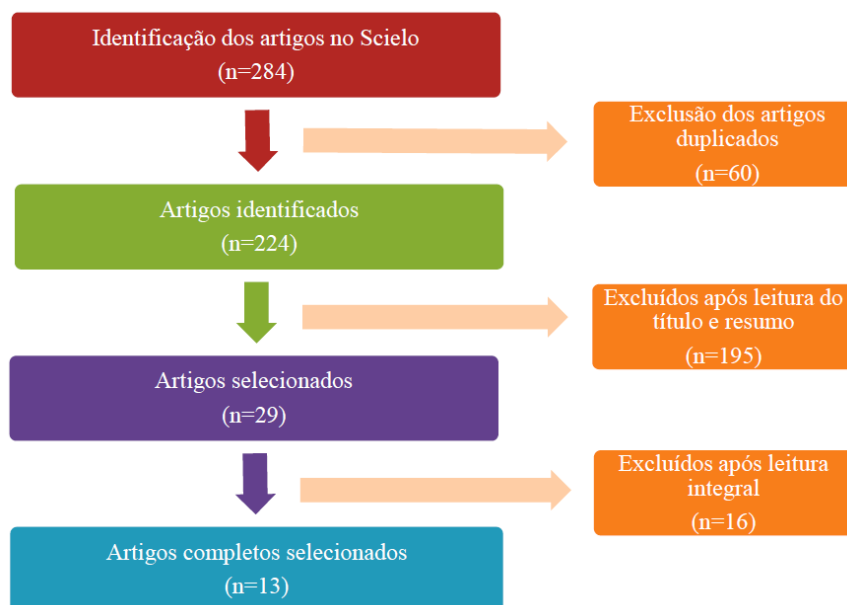 Identificação dos artigos no Scielo
(n=284)
Exclusão dos artigos
duplicados
(n=60)
Artigos identificados
(n=224)
Excluídos após leitura do
título e resumo
(n=195)
Artigos selecionados
(n=29)
Excluídos após leitura
integral
(n=16)
Artigos completos selecionados
(n=13)